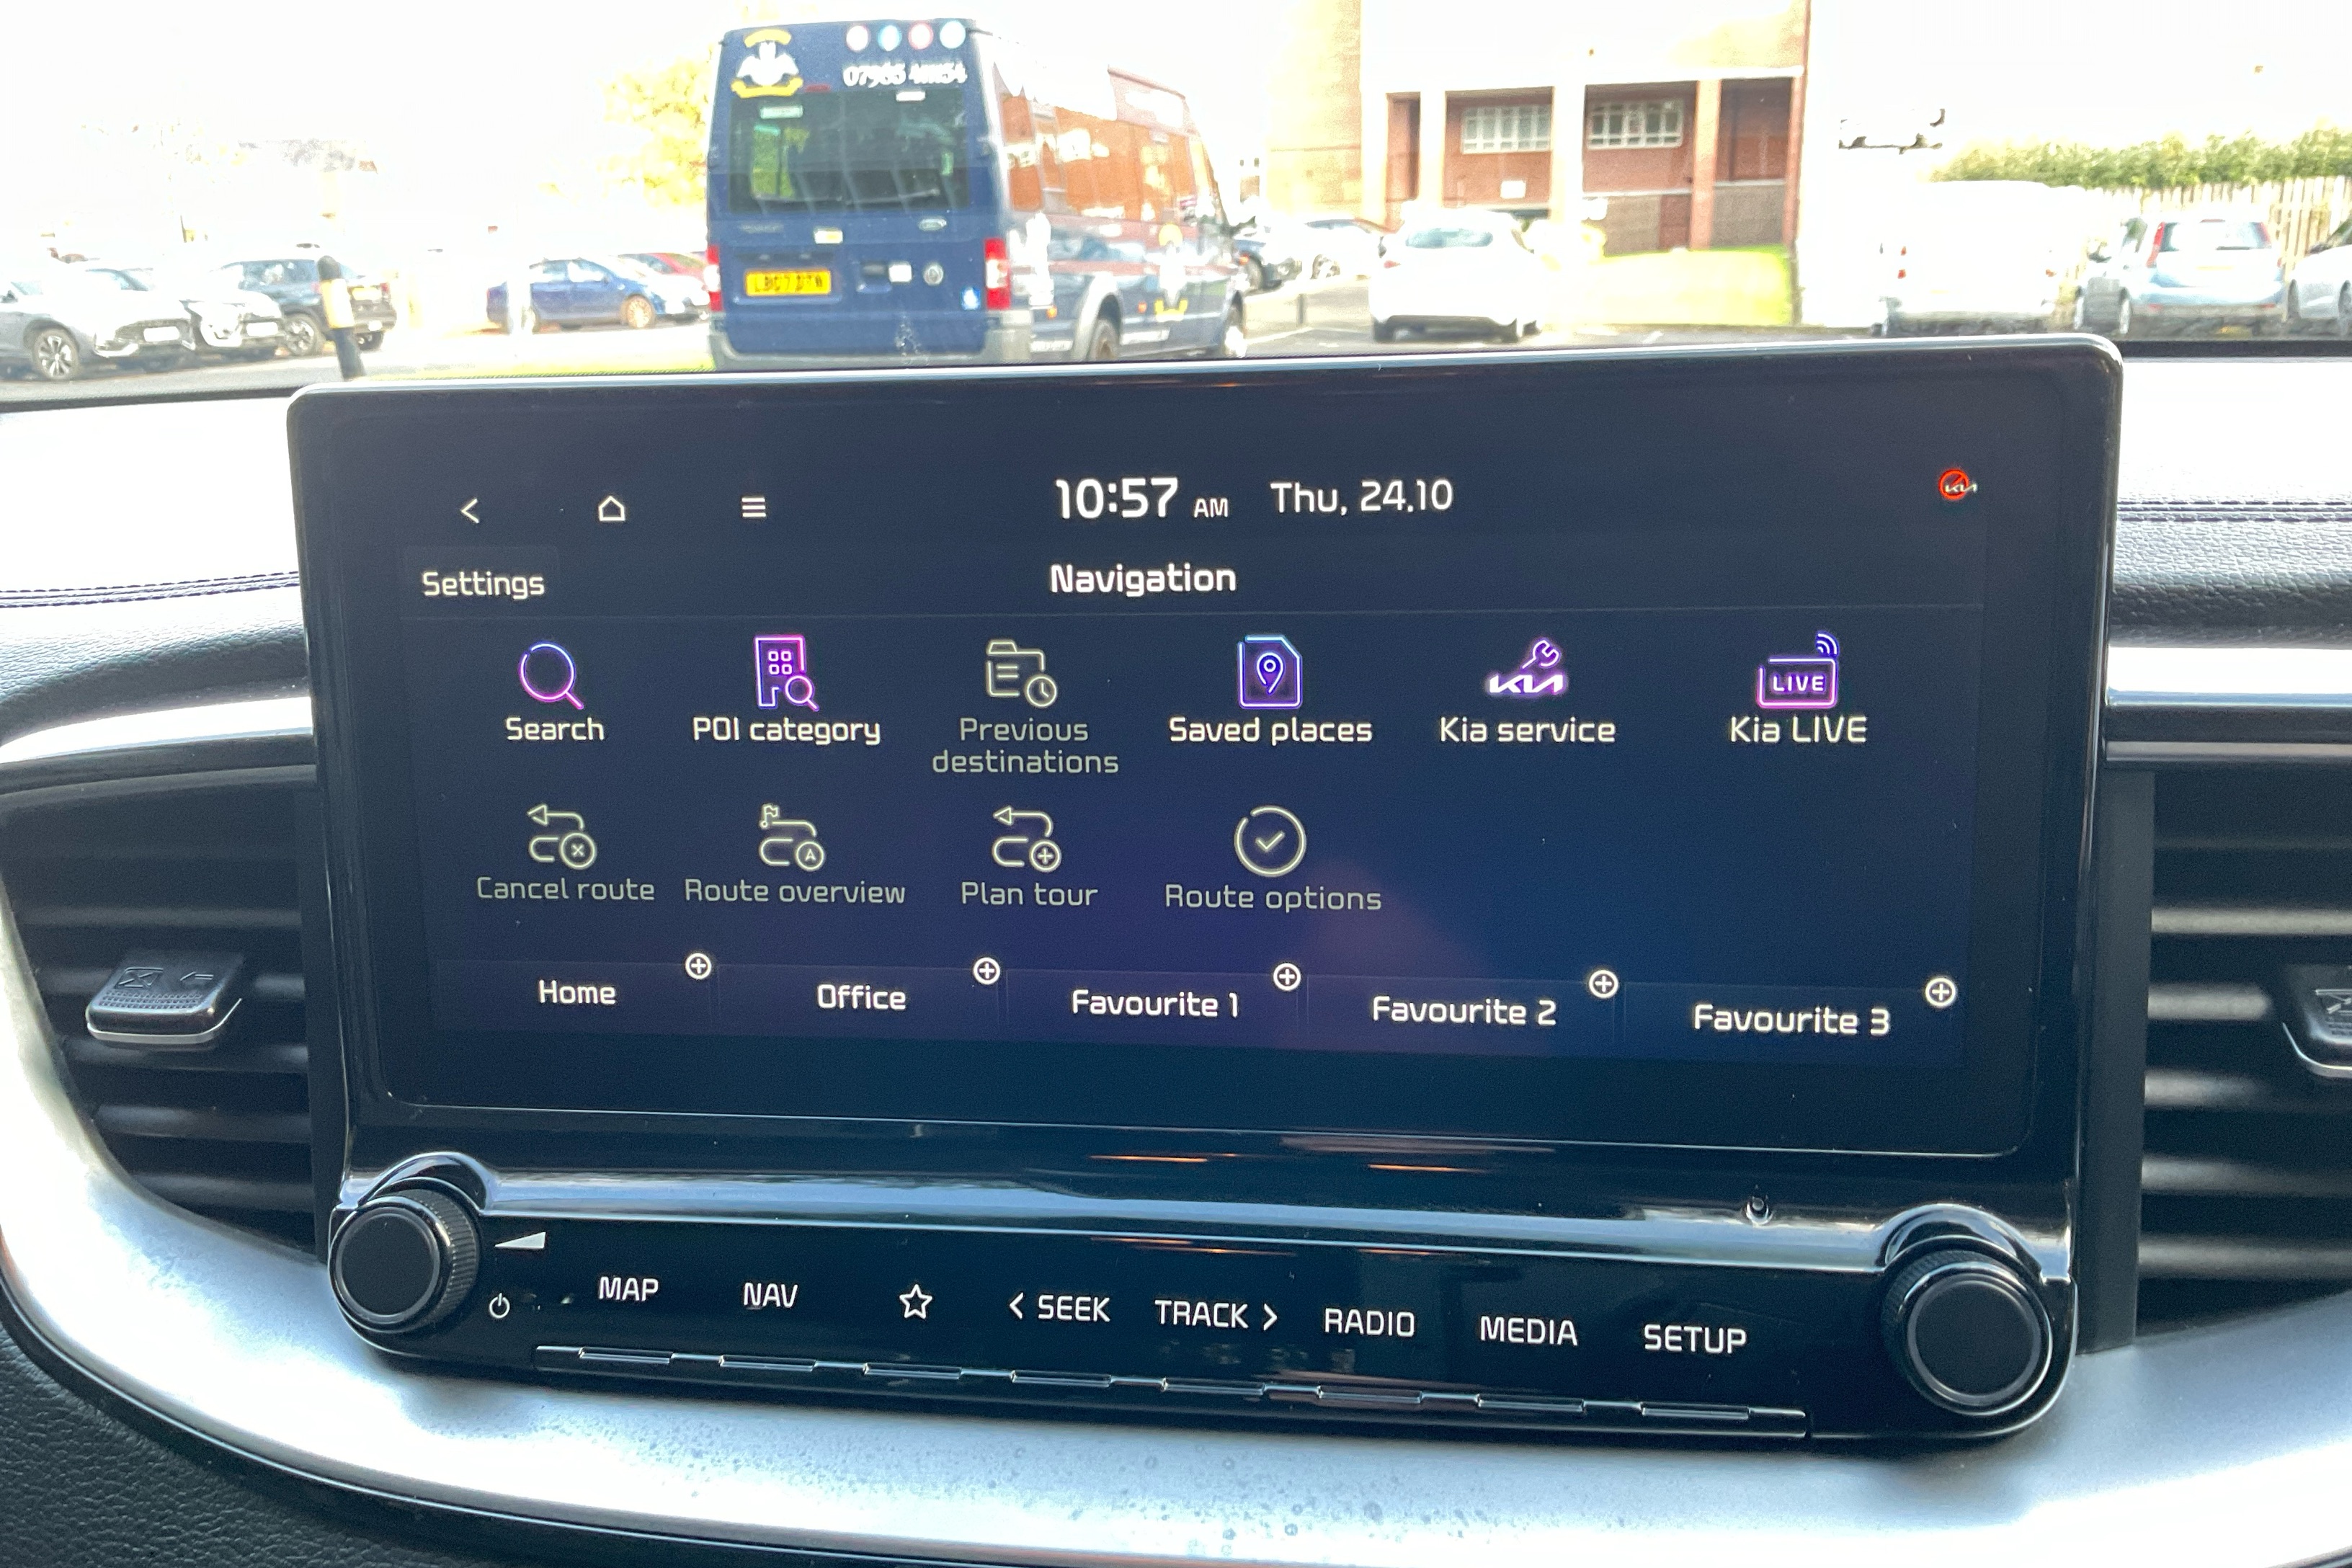 10:57 AM Thu, 24.10
Settings
Navigation
Search
POI category
Previous
destinations
Saved places
KIA
Kia service
LIVE
Kia LIVE
Cancel route
A
Route overview
Plan tour
Route options
Home
Office
Favourite 1
Favourite 2
Favourite 3
MAP
NAV
< SEEK
TRACK >
RADIO
MEDIA
SETUP